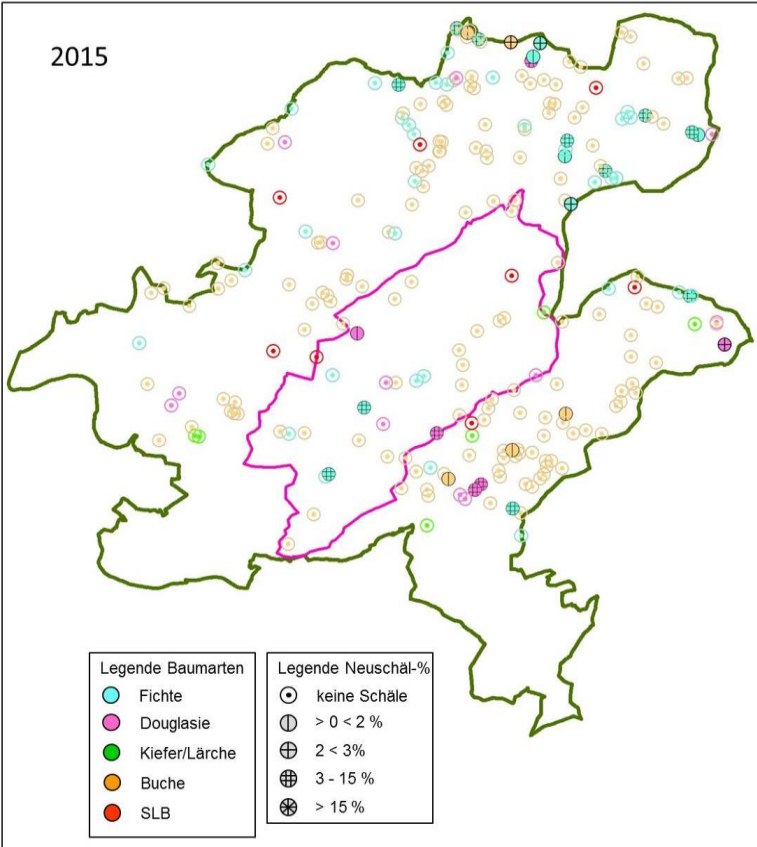 2015
Legende Baumarten
Fichte
Douglasie
Kiefer/Lärche
Buche
SLB
Legende Neuschäl-%
keine Schäle
> 0 < 2 %
2 < 3%
3 - 15 %
> 15 %